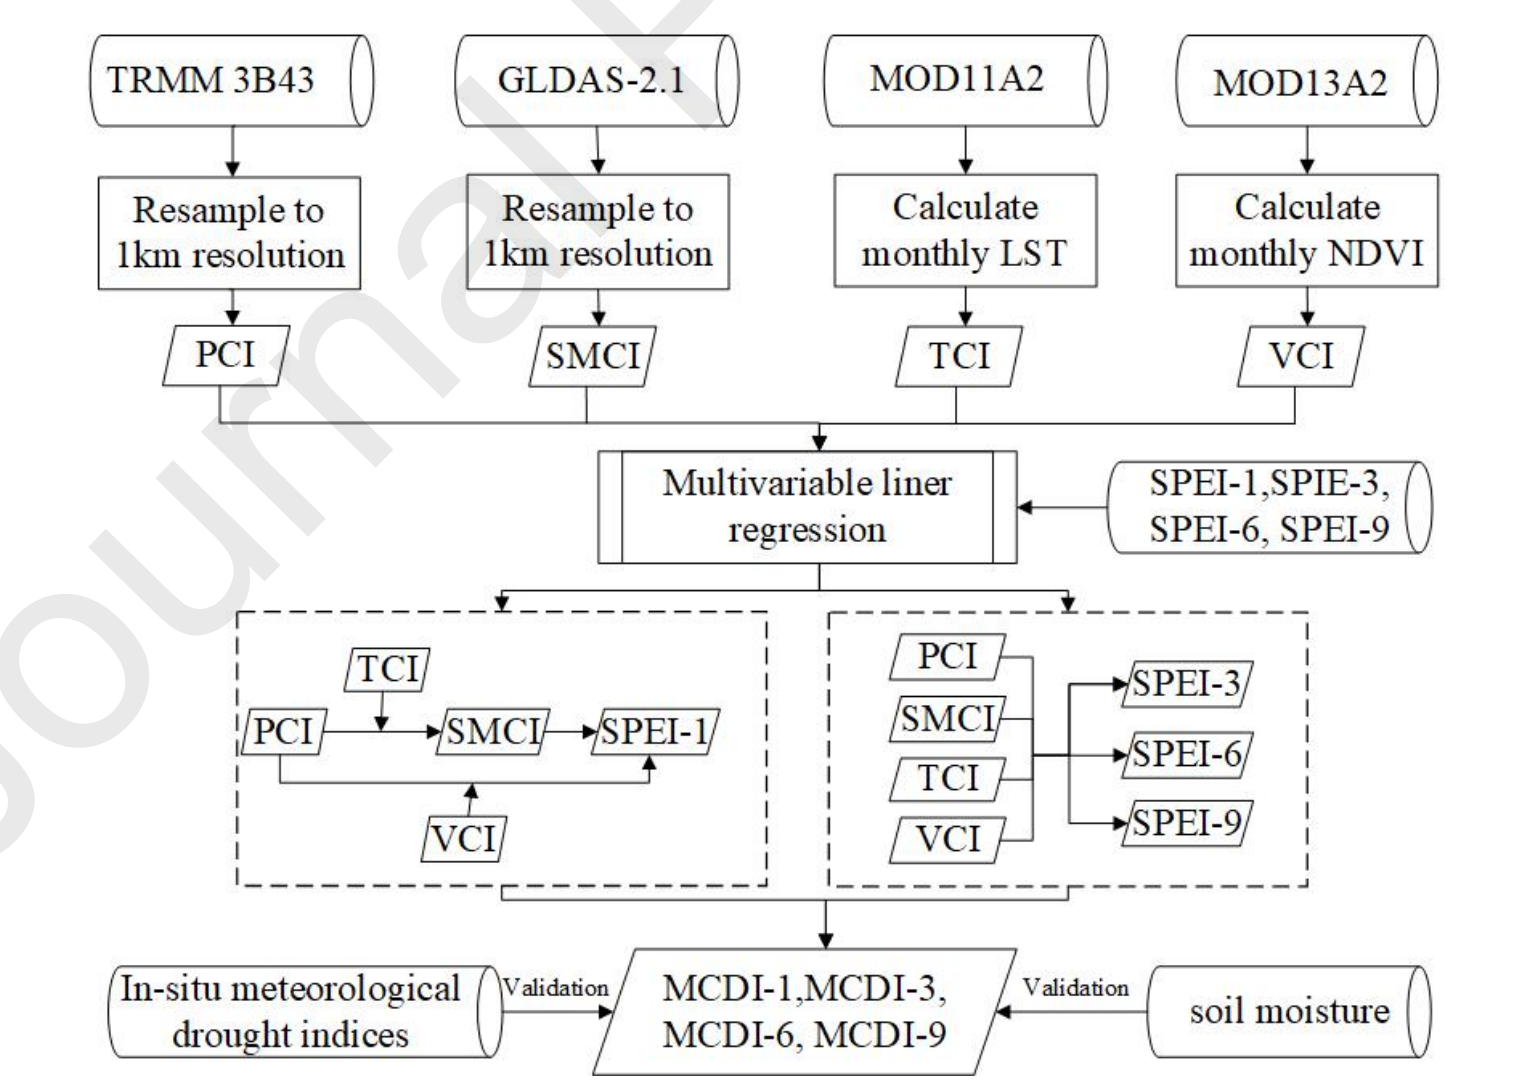 TRMM 3B43
GLDAS-2.1
MOD11A2
MOD13A2
Resample to
1km resolution
Resample to
1km resolution
Calculate
monthly LST
Calculate
monthly NDVI
PCI
SMCI
TCI
VCI
Multivariable liner
regression
SPEI-1,SPIE-3,
SPEI-6, SPEI-9
TCI
PCI
SMCI
SPEI-1
VCI
PCI
SMCI
TCI
VCI
SPEI-3
SPEI-6
SPEI-9
In-situ meteorological
drought indices
Validation
MCDI-1,MCDI-3,
MCDI-6, MCDI-9
Validation
soil moisture
Journal P